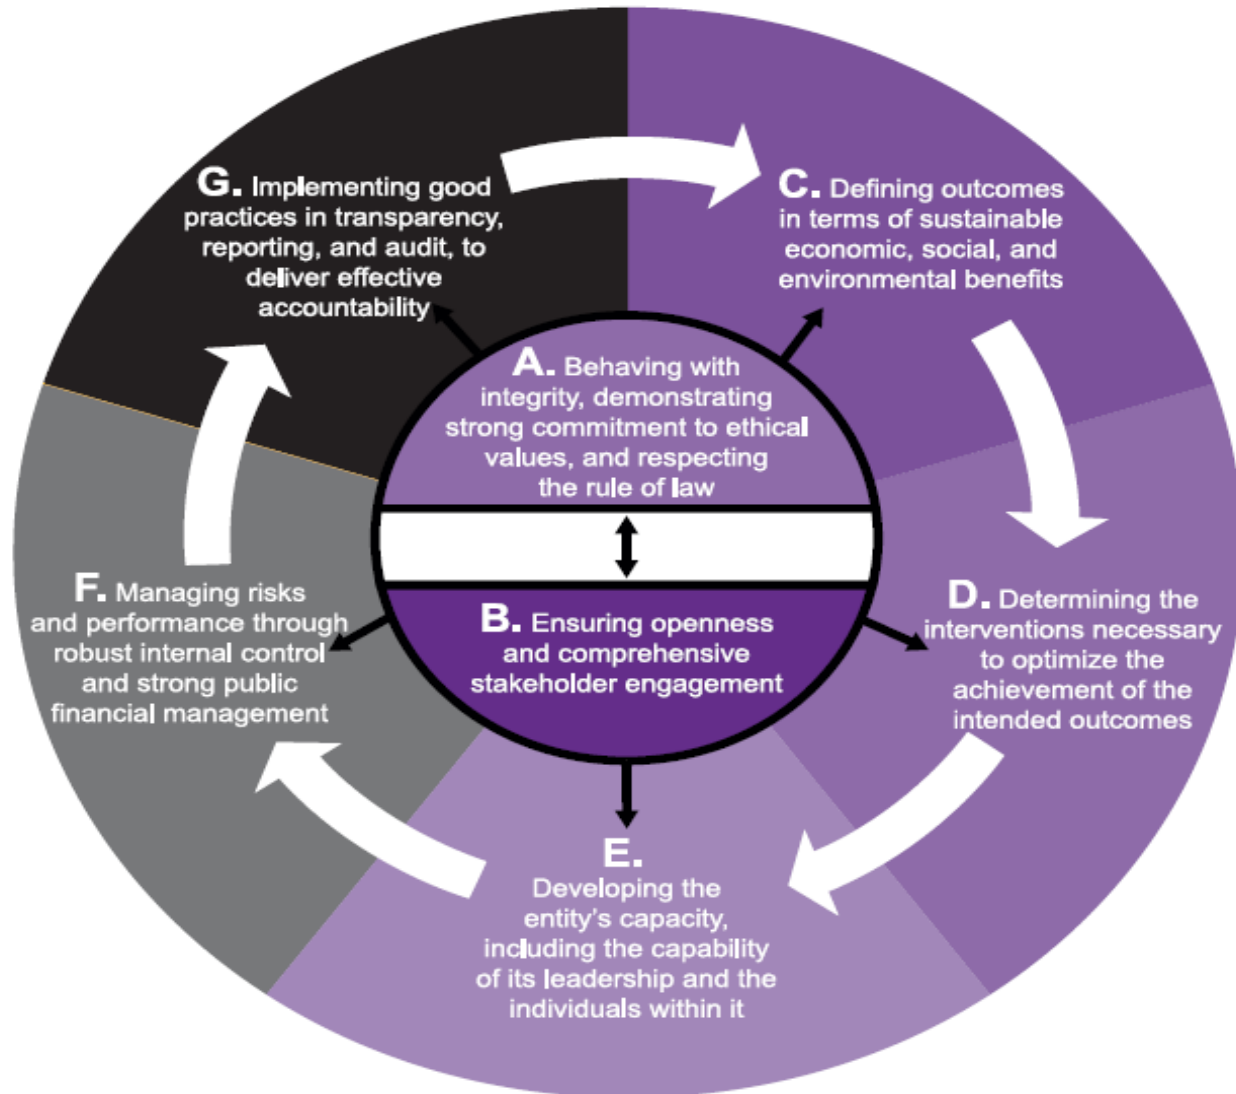 G. Implementing good
practices in transparency,
reporting, and audit, to
deliver effective
accountability
C. Defining outcomes
in terms of sustainable
economic, social, and
environmental benefits
A. Behaving with
integrity, demonstrating
strong commitment to ethical
values, and respecting
the rule of law
B. Ensuring openness
and comprehensive
stakeholder engagement
D. Determining the
interventions necessary
to optimize the
achievement of the
intended outcomes
E.
Developing the
entity's capacity,
including the capability
of its leadership and the
individuals within it
F. Managing risks
and performance through
robust internal control
and strong public
financial management